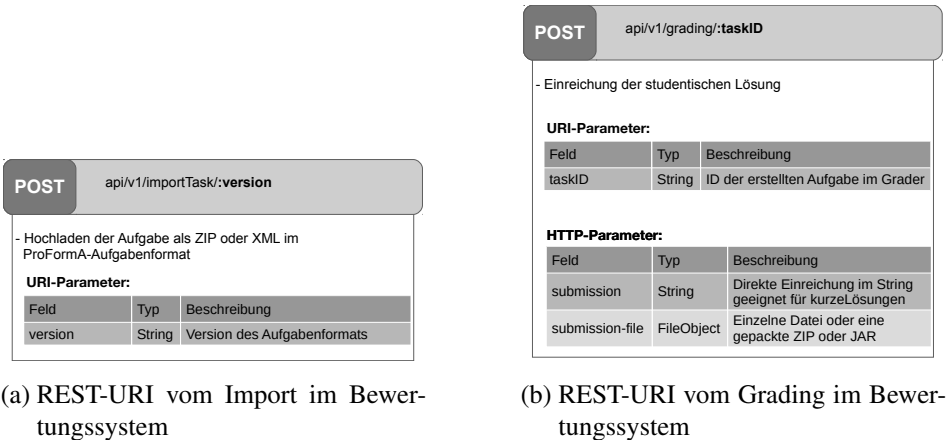 POST api/v1/importTask/:version
- Hochladen der Aufgabe als ZIP oder XML im
ProFormA-Aufgabenformat
URI-Parameter:
Feld Typ Beschreibung
version String Version des Aufgabenformats
(a) REST-URI vom Import im Bewer-
tungssystem
POST api/v1/grading/:taskID
- Einreichung der studentischen Lösung
URI-Parameter:
Feld Typ Beschreibung
taskID String ID der erstellten Aufgabe im Grader
HTTP-Parameter:
Feld Typ Beschreibung
submission String Direkte Einreichung im String
geeignet für kurzeLösungen
submission-file FileObject Einzelne Datei oder eine
gepackte ZIP oder JAR
(b) REST-URI vom Grading im Bewer-
tungssystem